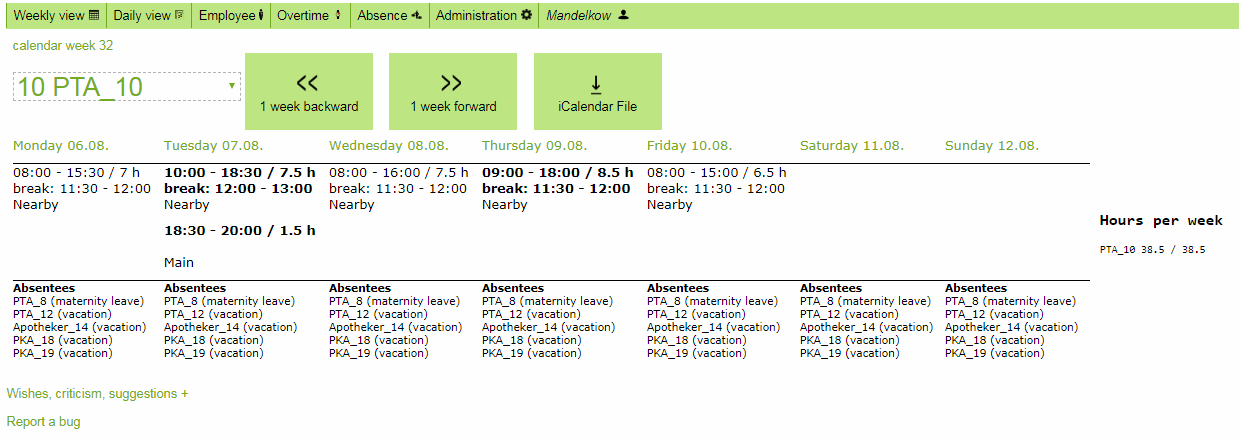 Weekly view Daily view Employee Overtime Absence Administration Mandelkow
calendar week 32
10 PTA_10
1 week backward 1 week forward iCalendar File
Monday 06.08. Tuesday 07.08. Wednesday 08.08. Thursday 09.08. Friday 10.08. Saturday 11.08. Sunday 12.08.
08:00 - 15:30 / 7 h 10:00 - 18:30 / 7.5 h 08:00 - 16:00 / 7.5 h 09:00 - 18:00 / 8.5 h 08:00 - 15:00 / 6.5 h
break: 11:30 - 12:00 break: 12:00 - 13:00 break: 11:30 - 12:00 break: 11:30 - 12:00 break: 11:30 - 12:00
Nearby Nearby Nearby Nearby Nearby
Hours per week
18:30 - 20:00 / 1.5 h
PTA_10 38.5 / 38.5
Main
Absentees Absentees Absentees Absentees Absentees Absentees Absentees
PTA_8 (maternity leave) PTA_8 (maternity leave) PTA_8 (maternity leave) PTA_8 (maternity leave) PTA_8 (maternity leave) PTA_8 (maternity leave) PTA_8 (maternity leave)
PTA_12 (vacation) PTA_12 (vacation) PTA_12 (vacation) PTA_12 (vacation) PTA_12 (vacation) PTA_12 (vacation) PTA_12 (vacation)
Apotheker_14 (vacation) Apotheker_14 (vacation) Apotheker_14 (vacation) Apotheker_14 (vacation) Apotheker_14 (vacation) Apotheker_14 (vacation) Apotheker_14 (vacation)
PKA_18 (vacation) PKA_18 (vacation) PKA_18 (vacation) PKA_18 (vacation) PKA_18 (vacation) PKA_18 (vacation) PKA_18 (vacation)
PKA_19 (vacation) PKA_19 (vacation) PKA_19 (vacation) PKA_19 (vacation) PKA_19 (vacation) PKA_19 (vacation) PKA_19 (vacation)
Wishes, criticism, suggestions +
Report a bug